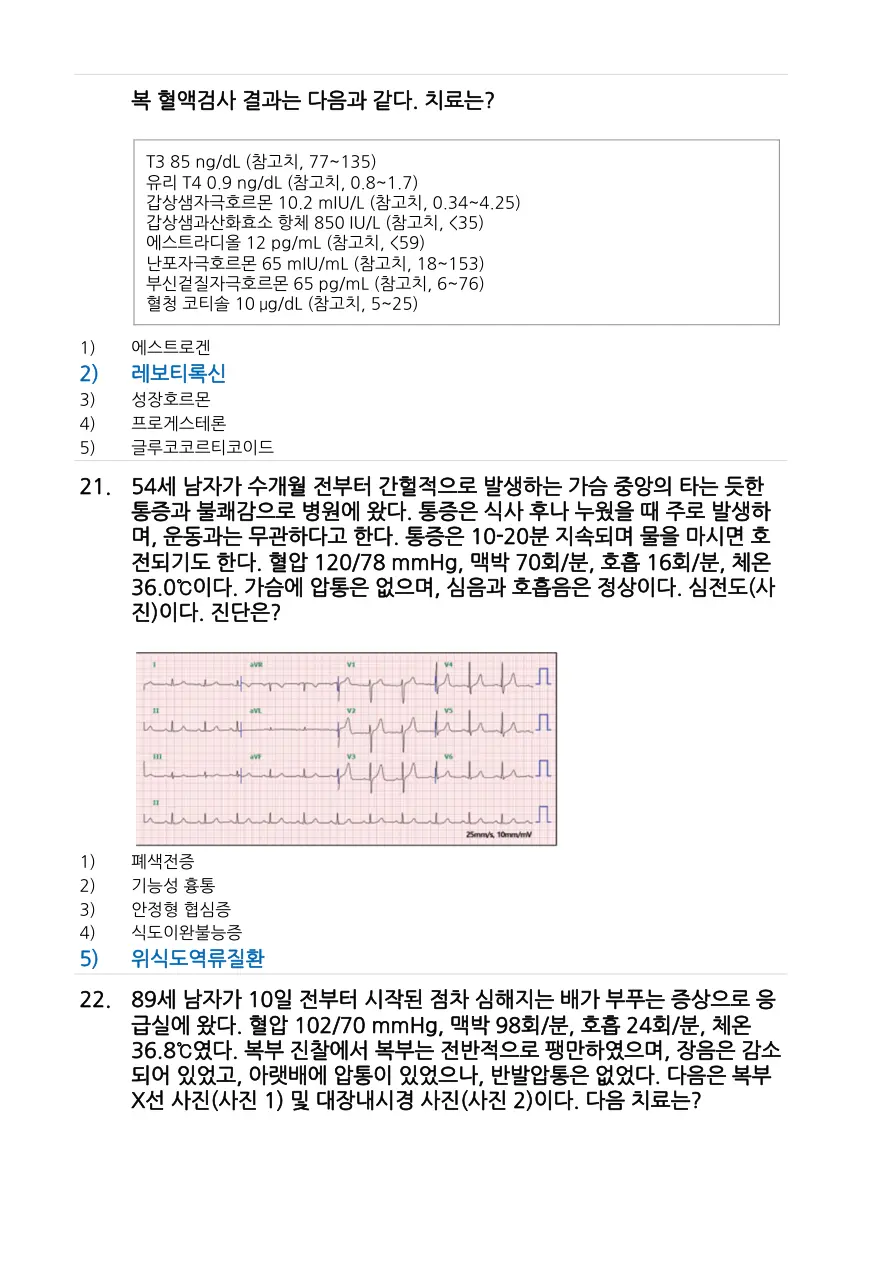 복 혈액검사 결과는 다음과 같다. 치료는?
T3 85 ng/dL (참고치, 77~135)
유리 T4 0.9 ng/dL (참고치, 0.8~1.7)
갑상샘자극호르몬 10.2 mIU/L (참고치, 0.34~4.25)
갑상샘과산화효소 항체 850 IU/L (참고치, <35)
에스트라디올 12 pg/mL (참고치, <59)
난포자극호르몬 65 mIU/mL (참고치, 18~153)
부신겉질자극호르몬 65 pg/mL (참고치, 6~76)
혈청 코티솔 10 μg/dL (참고치, 5~25)
1) 에스트로겐
2) 레보티록신
3) 성장호르몬
4) 프로게스테론
5) 글루코코르티코이드
21. 54세 남자가 수개월 전부터 간헐적으로 발생하는 가슴 중앙의 타는 듯한
통증과 불쾌감으로 병원에 왔다. 통증은 식사 후나 누웠을 때 주로 발생하
며, 운동과는 무관하다고 한다. 통증은 10-20분 지속되며 물을 마시면 호
전되기도 한다. 혈압 120/78 mmHg, 맥박 70회/분, 호흡 16회/분, 체온
36.0℃이다. 가슴에 압통은 없으며, 심음과 호흡음은 정상이다. 심전도(사
진)이다. 진단은?
I aVR V1 V4
II aVL V2 V5
III aVF V3 V6
II
25mm/s, 10mm/mV
1) 폐색전증
2) 기능성 흉통
3) 안정형 협심증
4) 식도이완불능증
5) 위식도역류질환
22. 89세 남자가 10일 전부터 시작된 점차 심해지는 배가 부푸는 증상으로 응
급실에 왔다. 혈압 102/70 mmHg, 맥박 98회/분, 호흡 24회/분, 체온
36.8℃였다. 복부 진찰에서 복부는 전반적으로 팽만하였으며, 장음은 감소
되어 있었고, 아랫배에 압통이 있었으나, 반발압통은 없었다. 다음은 복부
X선 사진(사진 1) 및 대장내시경 사진(사진 2)이다. 다음 치료는?